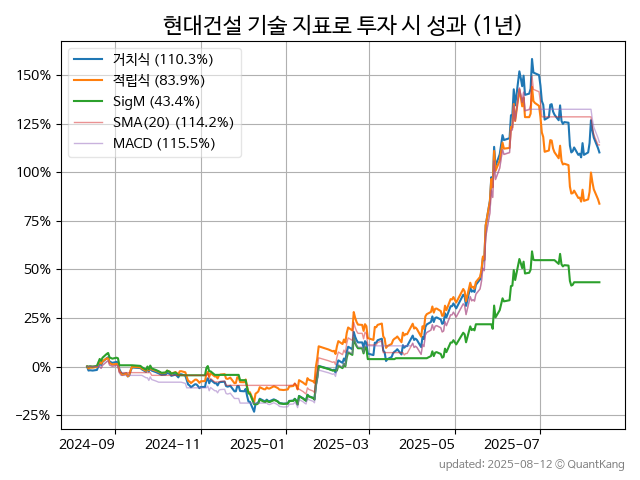 현대건설 기술 지표로 투자 시 성과 (1년)
거치식 (110.3%)
적립식 (83.9%)
SigM (43.4%)
SMA(20) (114.2%)
MACD (115.5%)
150%
125%
100%
75%
50%
25%
0%
−25%
2024-09 2024-11 2025-01 2025-03 2025-05 2025-07
updated: 2025-08-12 © QuantKang